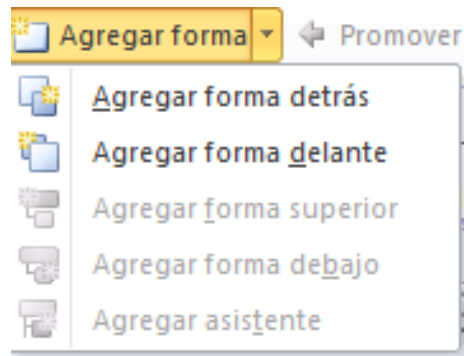 Agregar forma Promover
Agregar forma detrás
Agregar forma delante
Agregar forma superior
Agregar forma debajo
Agregar asistente